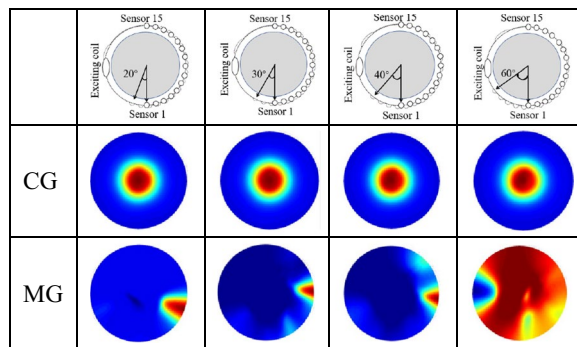 Sensor 15
Exciting coil
20°
Sensor 1
Sensor 15
Exciting coil
30°
Sensor 1
Sensor 15
Exciting coil
40°
Sensor 1
Sensor 15
Exciting coil
60°
Sensor 1
CG
MG